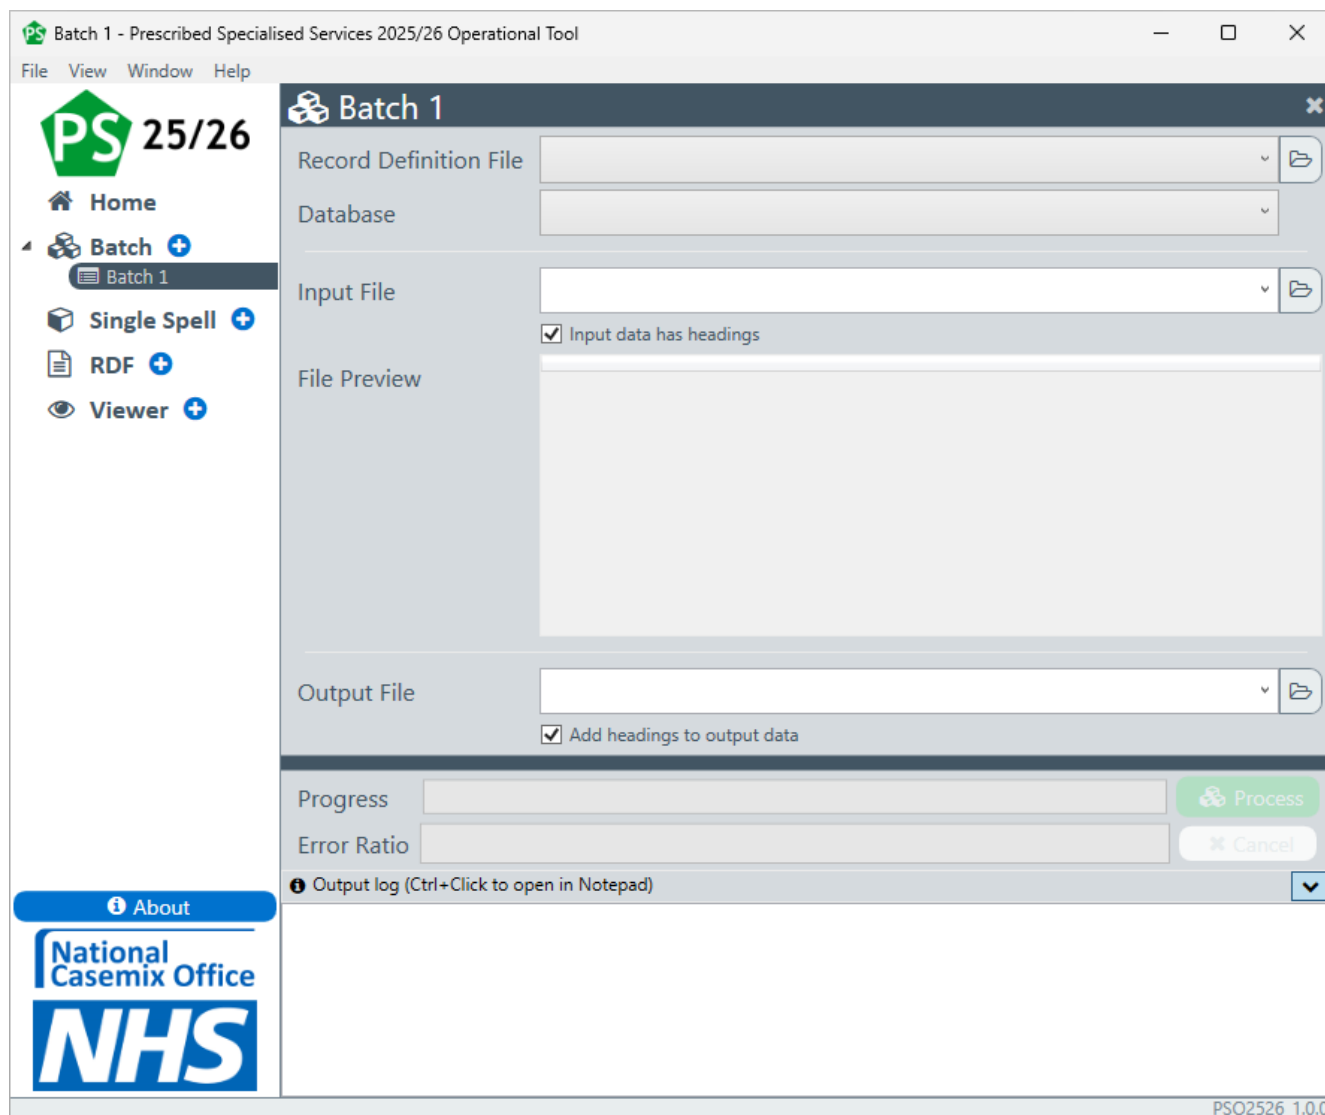 Batch 1 - Prescribed Specialised Services 2025/26 Operational Tool
File View Window Help
PS 25/26
Home
Batch
Batch 1
Single Spell
RDF
Viewer
About
National
Casemix Office
NHS
Batch 1
Record Definition File
Database
Input File
Input data has headings
File Preview
Output File
Add headings to output data
Progress
Process
Error Ratio
Cancel
Output log (Ctrl+Click to open in Notepad)
PSO2526 1.0.0